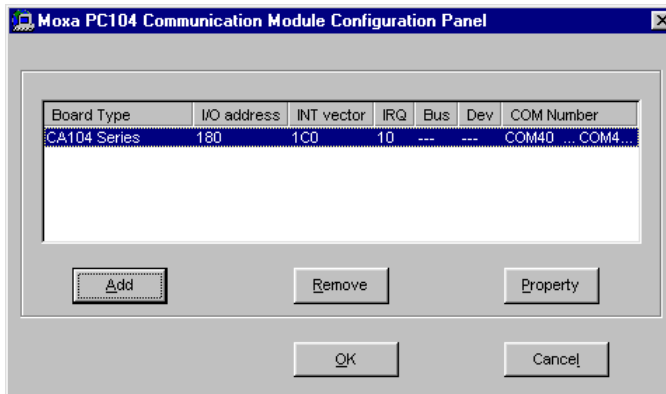 Moxa PC104 Communication Module Configuration Panel
Board Type I/O address INT vector IRQ Bus Dev COM Number
CA104 Series 180 1C0 10 --- --- COM40 ... COM4...
Add Remove Property
OK Cancel